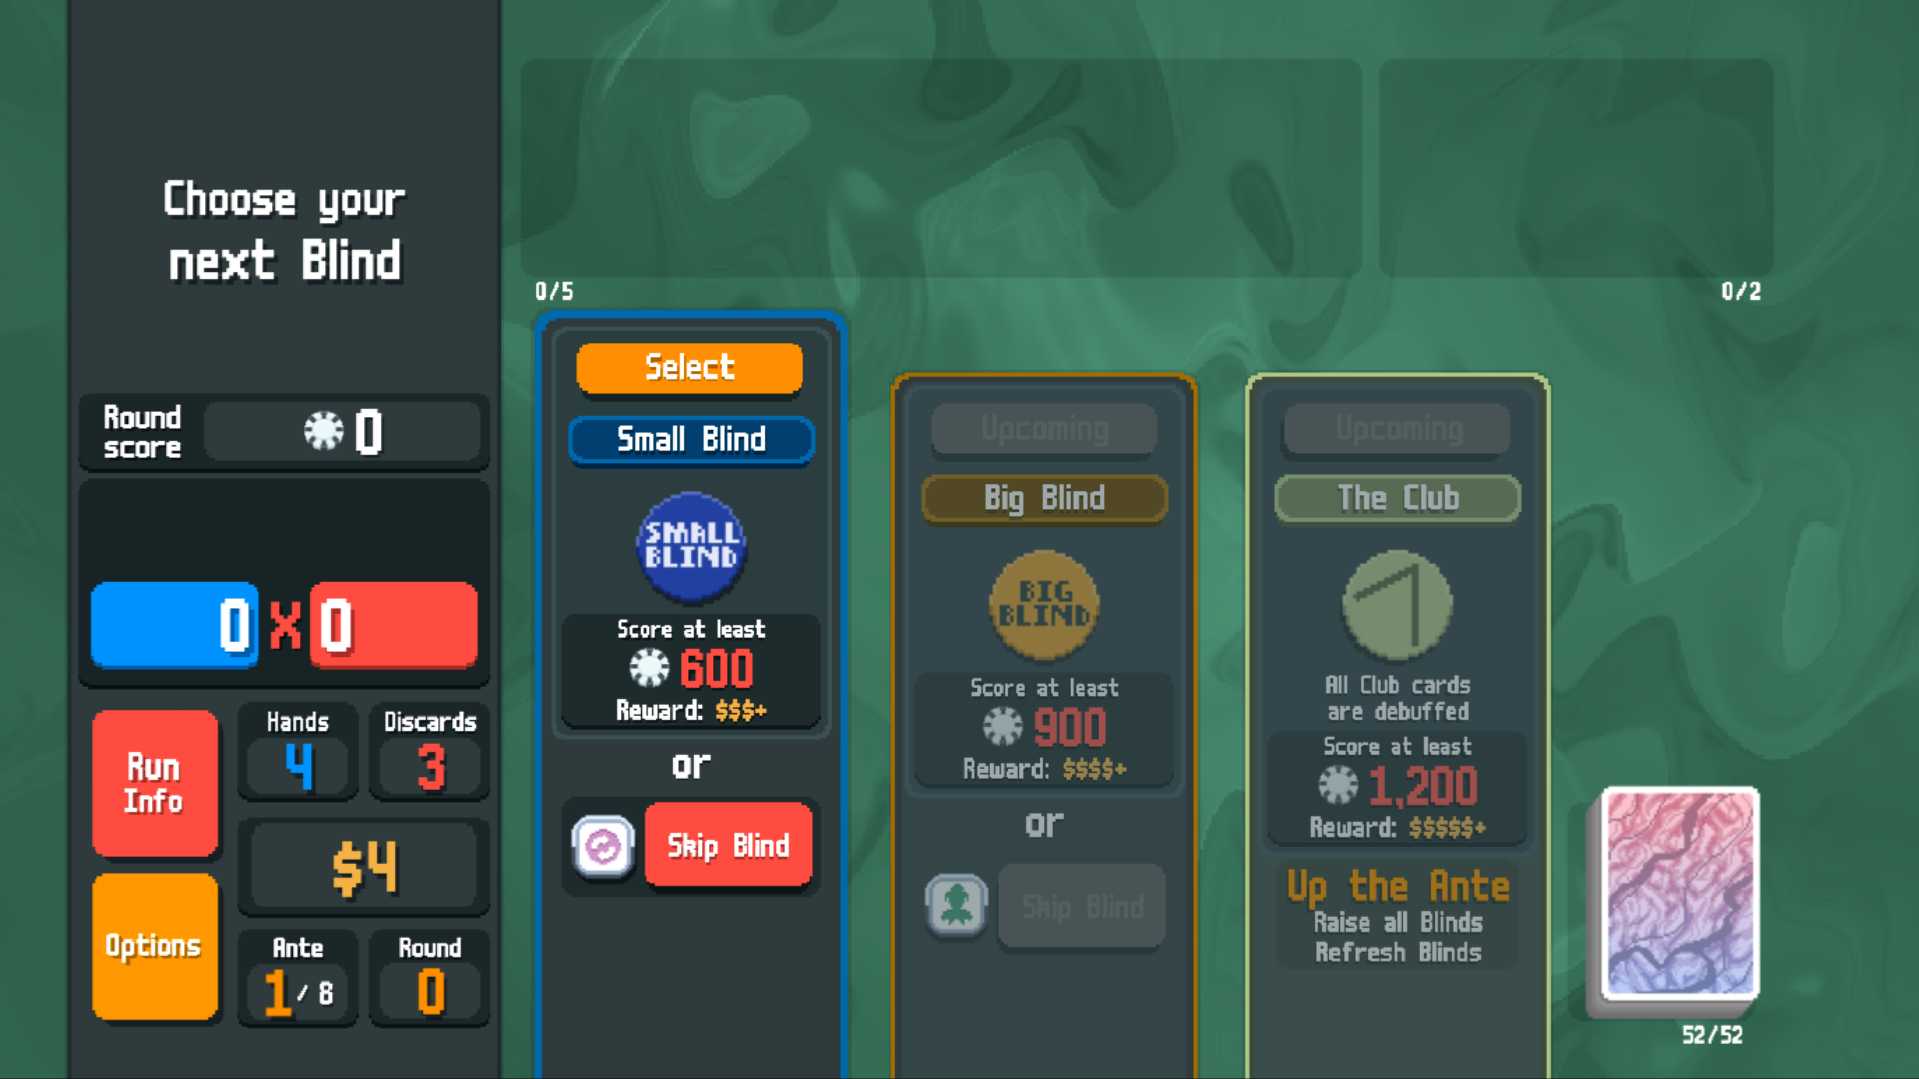 Choose your
next Blind
Round
score
0
0 X 0
Run
Info
Hands
4
Discards
3
$4
Options
Ante
1 / 8
Round
0
0/5
0/2
Select
Small Blind
SMALL
BLIND
Score at least
600
Reward: $$$+
or
Skip Blind
Upcoming
Big Blind
BIG
BLIND
Score at least
900
Reward: $$$$+
or
Skip Blind
Upcoming
The Club
All Club cards
are debuffed
Score at least
1,200
Reward: $$$$$+
Up the Ante
Raise all Blinds
Refresh Blinds
52/52